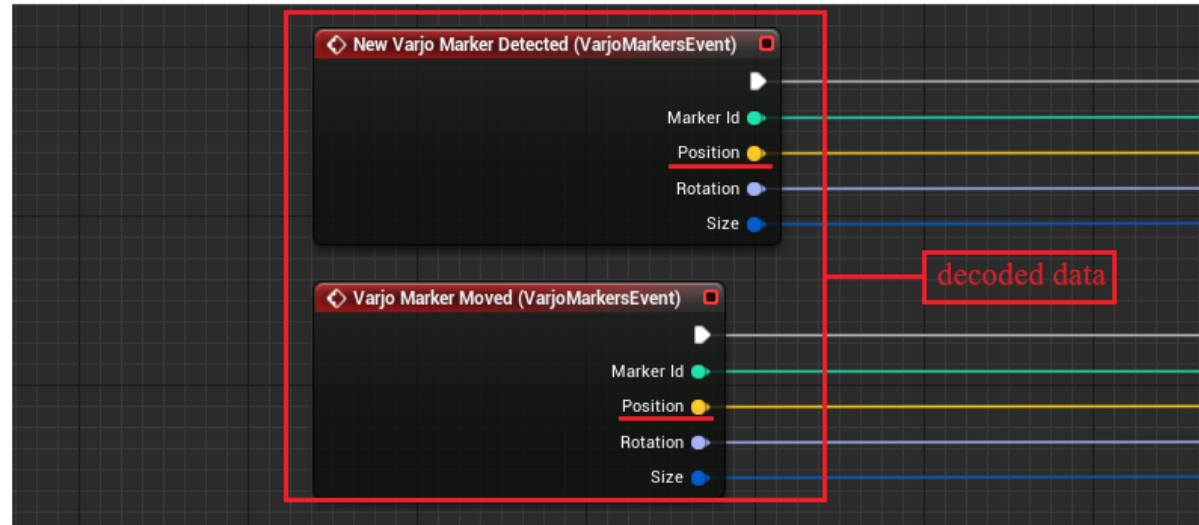 New Varjo Marker Detected (VarjoMarkersEvent)
Marker Id
Position
Rotation
Size
decoded data
Varjo Marker Moved (VarjoMarkersEvent)
Marker Id
Position
Rotation
Size